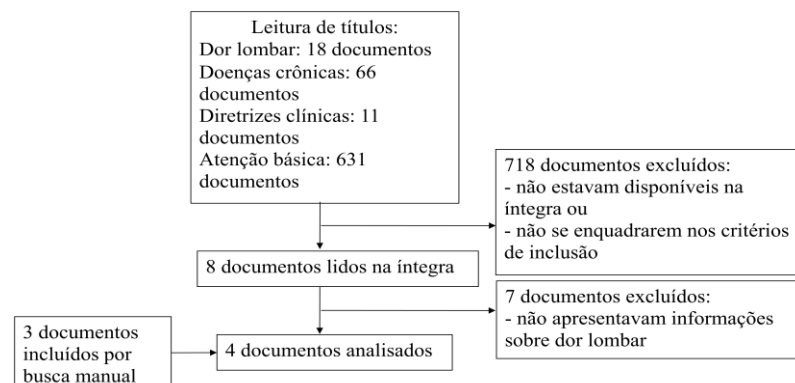 Leitura de títulos:
Dor lombar: 18 documentos
Doenças crônicas: 66
documentos
Diretrizes clínicas: 11
documentos
Atenção básica: 631
documentos
718 documentos excluídos:
- não estavam disponíveis na
íntegra ou
- não se enquadrarem nos critérios
de inclusão
8 documentos lidos na íntegra
7 documentos excluídos:
- não apresentavam informações
sobre dor lombar
3 documentos
incluídos por
busca manual
4 documentos analisados